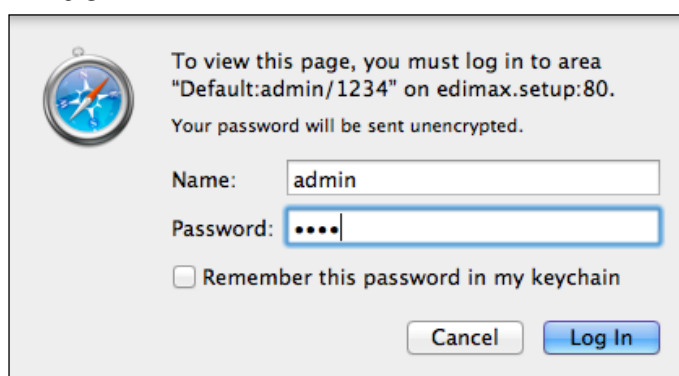 To view this page, you must log in to area
“Default:admin/1234” on edimax.setup:80.
Your password will be sent unencrypted.
Name: admin
Password: ••••
Remember this password in my keychain
Cancel Log In